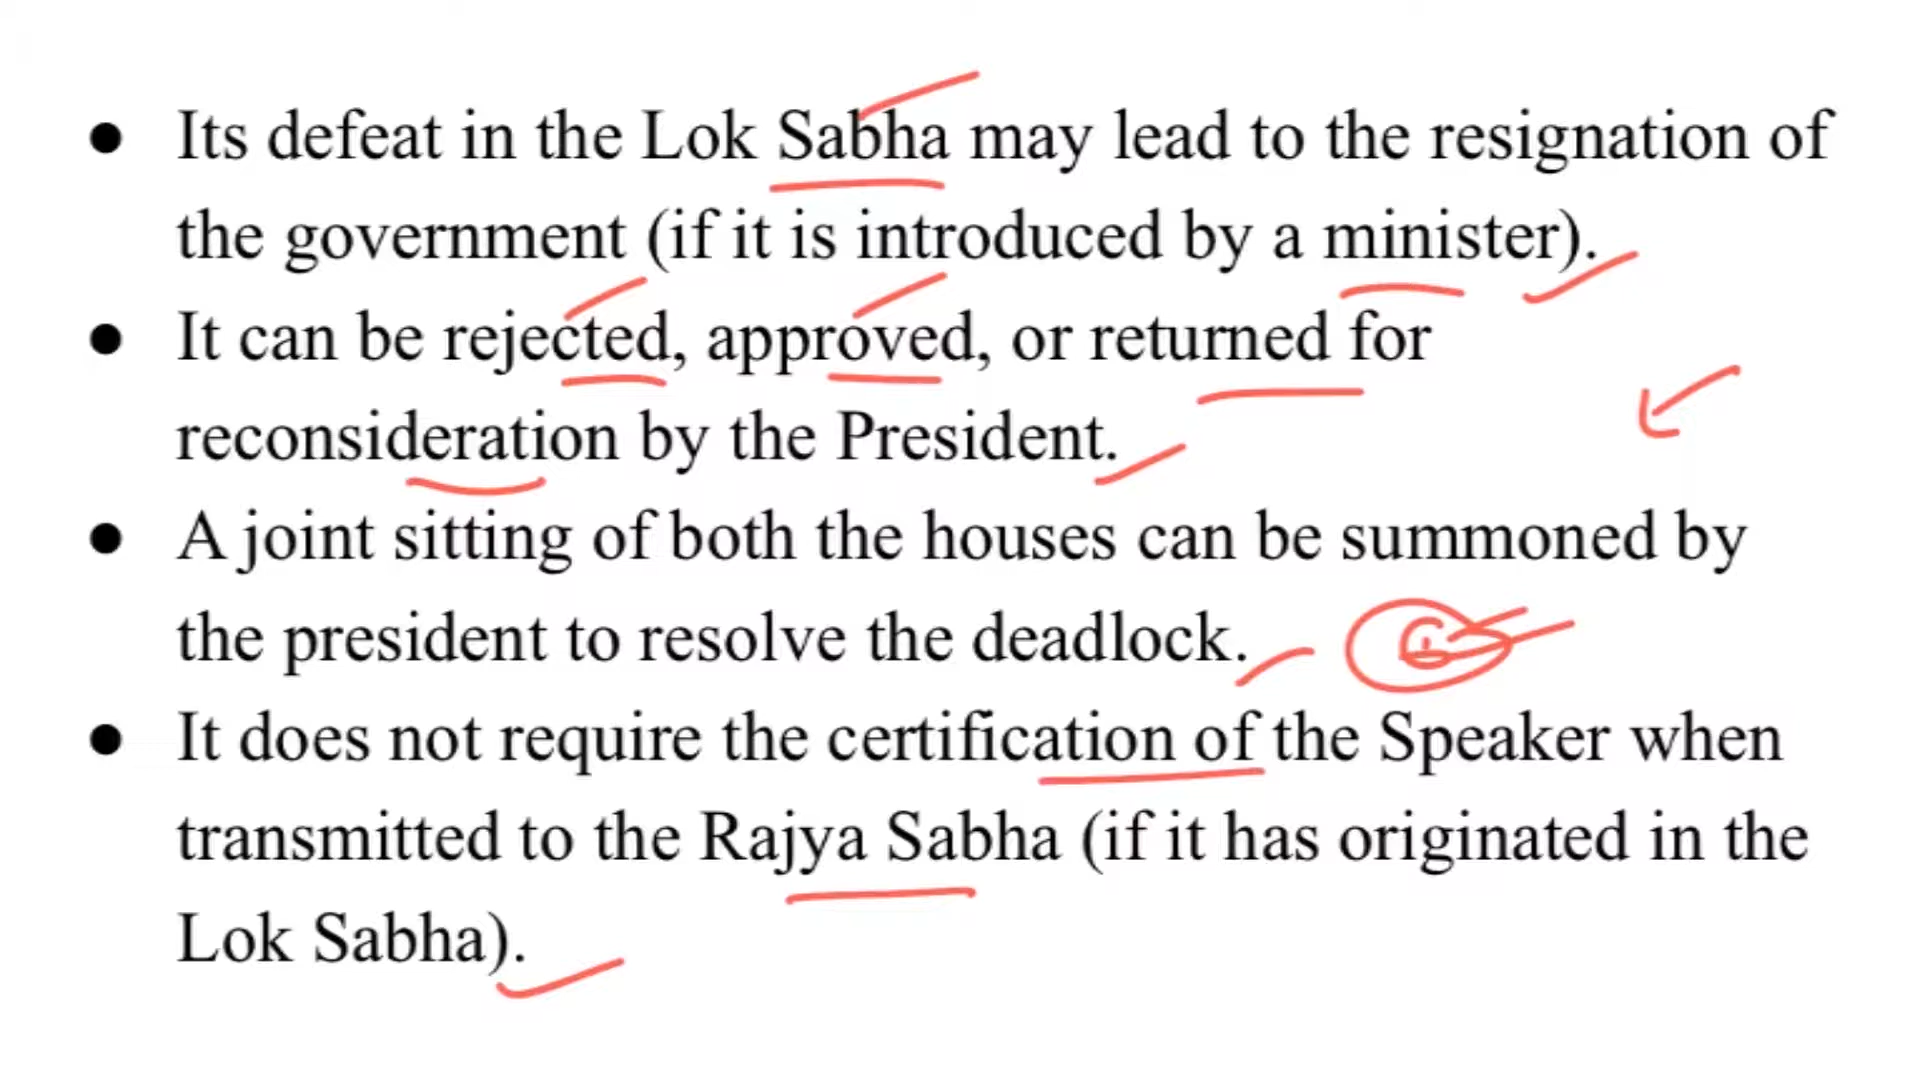 ● Its defeat in the Lok Sabha may lead to the resignation of
the government (if it is introduced by a minister).
● It can be rejected, approved, or returned for
reconsideration by the President.
● A joint sitting of both the houses can be summoned by
the president to resolve the deadlock.
● It does not require the certification of the Speaker when
transmitted to the Rajya Sabha (if it has originated in the
Lok Sabha).